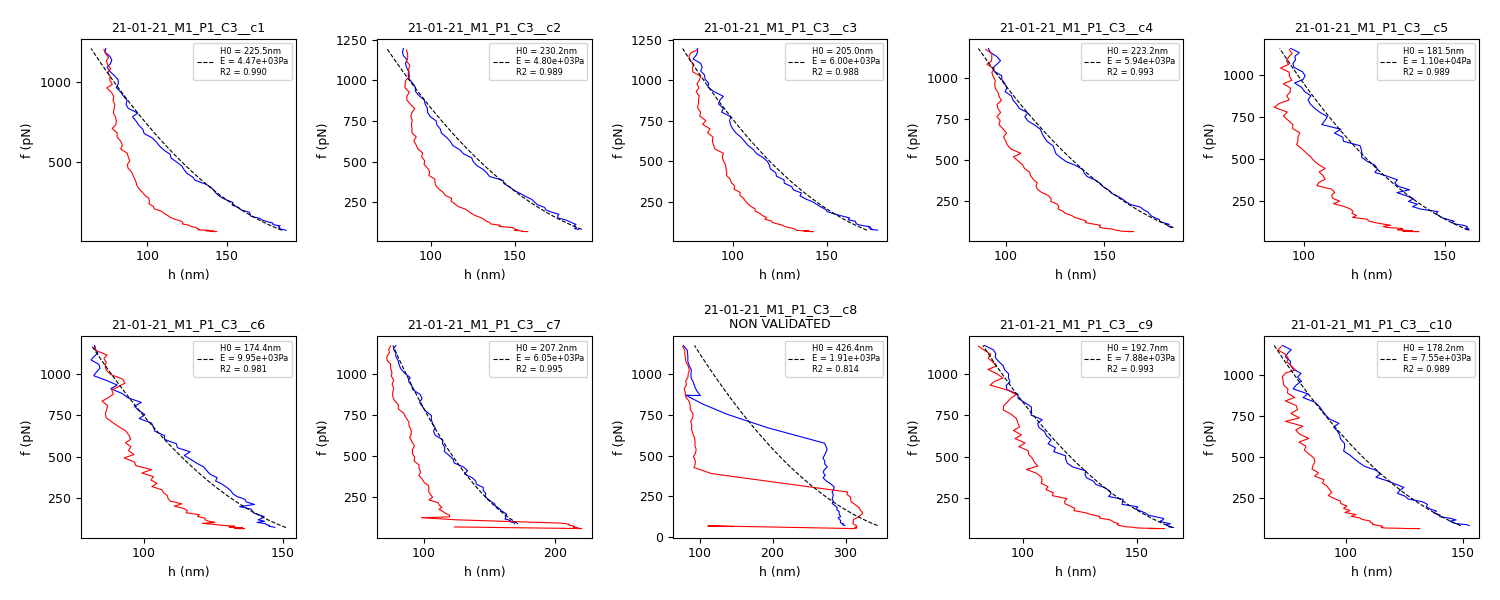 21-01-21_M1_P1_C3__c1
H0 = 225.5nm
E = 4.47e+03Pa
R2 = 0.990
1000
500
f (pN)
100 150
h (nm)
21-01-21_M1_P1_C3__c2
H0 = 230.2nm
E = 4.80e+03Pa
R2 = 0.989
1250
1000
750
500
250
f (pN)
100 150
h (nm)
21-01-21_M1_P1_C3__c3
H0 = 205.0nm
E = 6.00e+03Pa
R2 = 0.988
1250
1000
750
500
250
f (pN)
100 150
h (nm)
21-01-21_M1_P1_C3__c4
H0 = 223.2nm
E = 5.94e+03Pa
R2 = 0.993
1000
750
500
250
f (pN)
100 150
h (nm)
21-01-21_M1_P1_C3__c5
H0 = 181.5nm
E = 1.10e+04Pa
R2 = 0.989
1000
750
500
250
f (pN)
100 150
h (nm)
21-01-21_M1_P1_C3__c6
H0 = 174.4nm
E = 9.95e+03Pa
R2 = 0.981
1000
750
500
250
f (pN)
100 150
h (nm)
21-01-21_M1_P1_C3__c7
H0 = 207.2nm
E = 6.05e+03Pa
R2 = 0.995
1000
750
500
250
f (pN)
100 200
h (nm)
21-01-21_M1_P1_C3__c8
NON VALIDATED
H0 = 426.4nm
E = 1.91e+03Pa
R2 = 0.814
1000
750
500
250
0
f (pN)
100 200 300
h (nm)
21-01-21_M1_P1_C3__c9
H0 = 192.7nm
E = 7.88e+03Pa
R2 = 0.993
1000
750
500
250
f (pN)
100 150
h (nm)
21-01-21_M1_P1_C3__c10
H0 = 178.2nm
E = 7.55e+03Pa
R2 = 0.989
1000
750
500
250
f (pN)
100 150
h (nm)